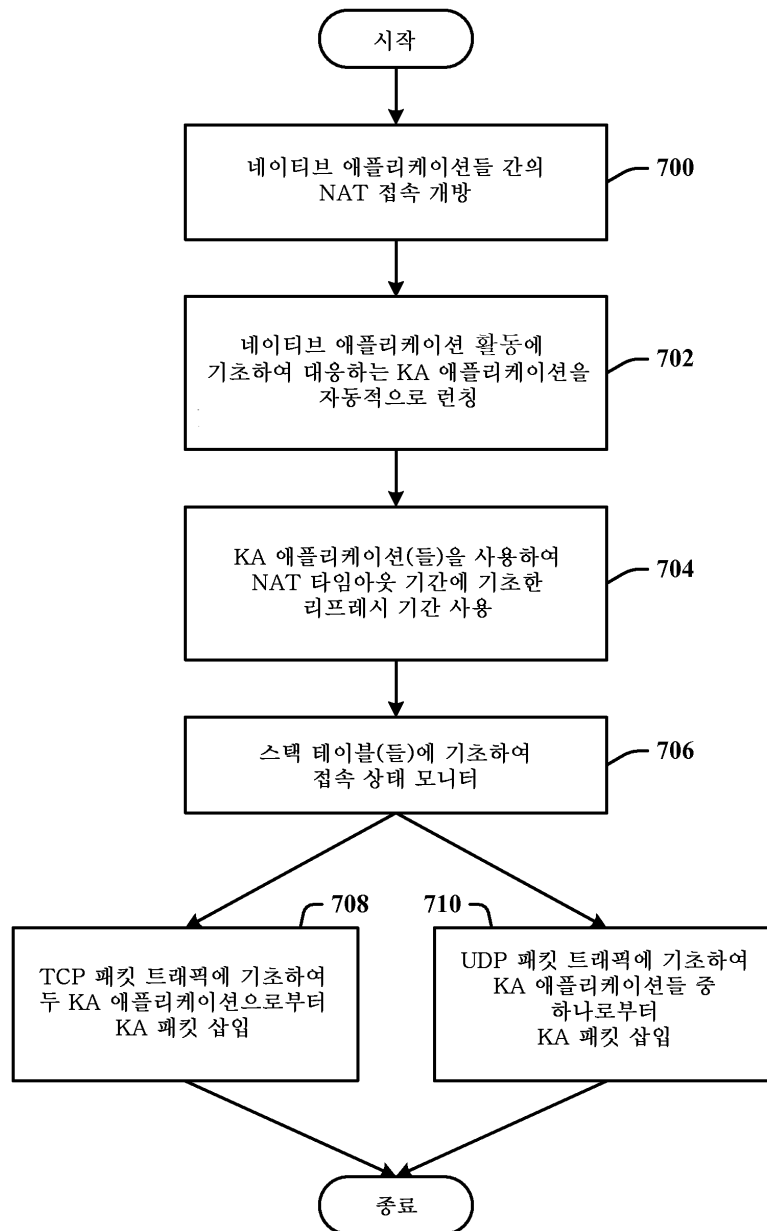 시작
네이티브 애플리케이션들 간의
NAT 접속 개방
700
네이티브 애플리케이션 활동에
기초하여 대응하는 KA 애플리케이션을
자동적으로 런칭
702
KA 애플리케이션(들)을 사용하여
NAT 타임아웃 기간에 기초한
리프레시 기간 사용
704
스택 테이블(들)에 기초하여
접속 상태 모니터
706
708
TCP 패킷 트래픽에 기초하여
두 KA 애플리케이션으로부터
KA 패킷 삽입
710
UDP 패킷 트래픽에 기초하여
KA 애플리케이션들 중
하나로부터
KA 패킷 삽입
종료